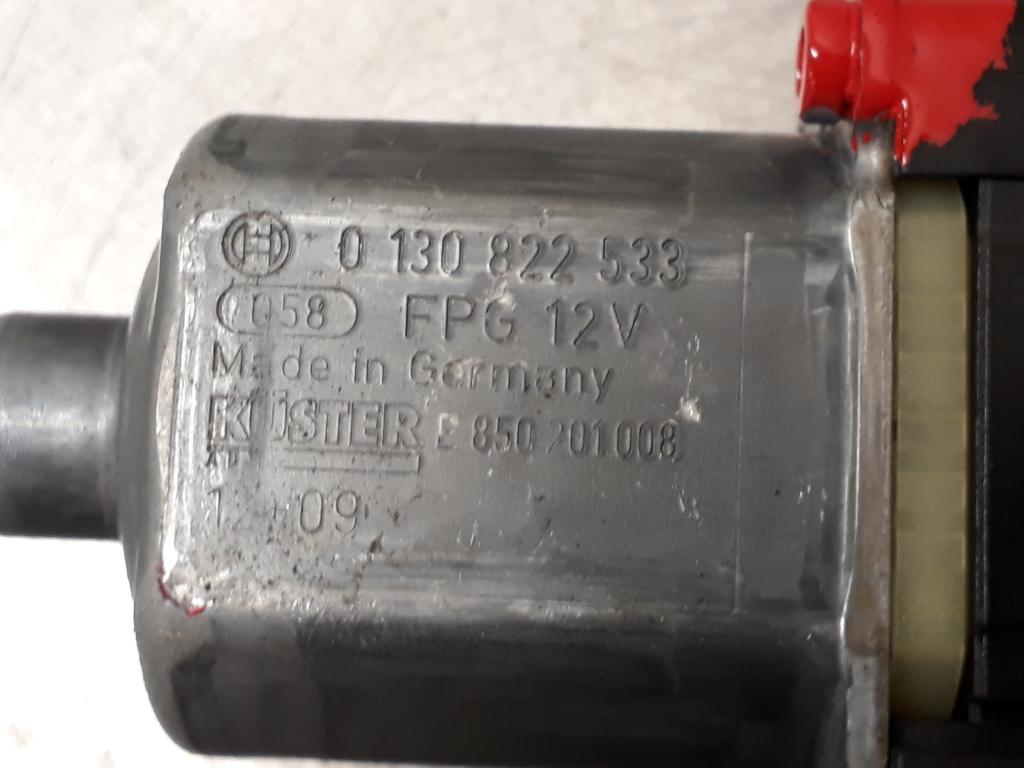 0 130 822 533
058 FPG 12V
Made in Germany
KÜSTER 850 201 008
09